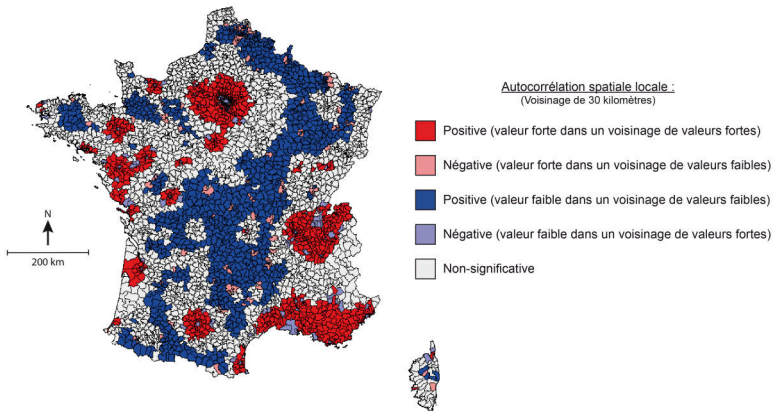 Autocorrélation spatiale locale :
(Voisinage de 30 kilomètres)
Positive (valeur forte dans un voisinage de valeurs fortes)
Négative (valeur forte dans un voisinage de valeurs faibles)
Positive (valeur faible dans un voisinage de valeurs faibles)
Négative (valeur faible dans un voisinage de valeurs fortes)
Non-significative
N
200 km